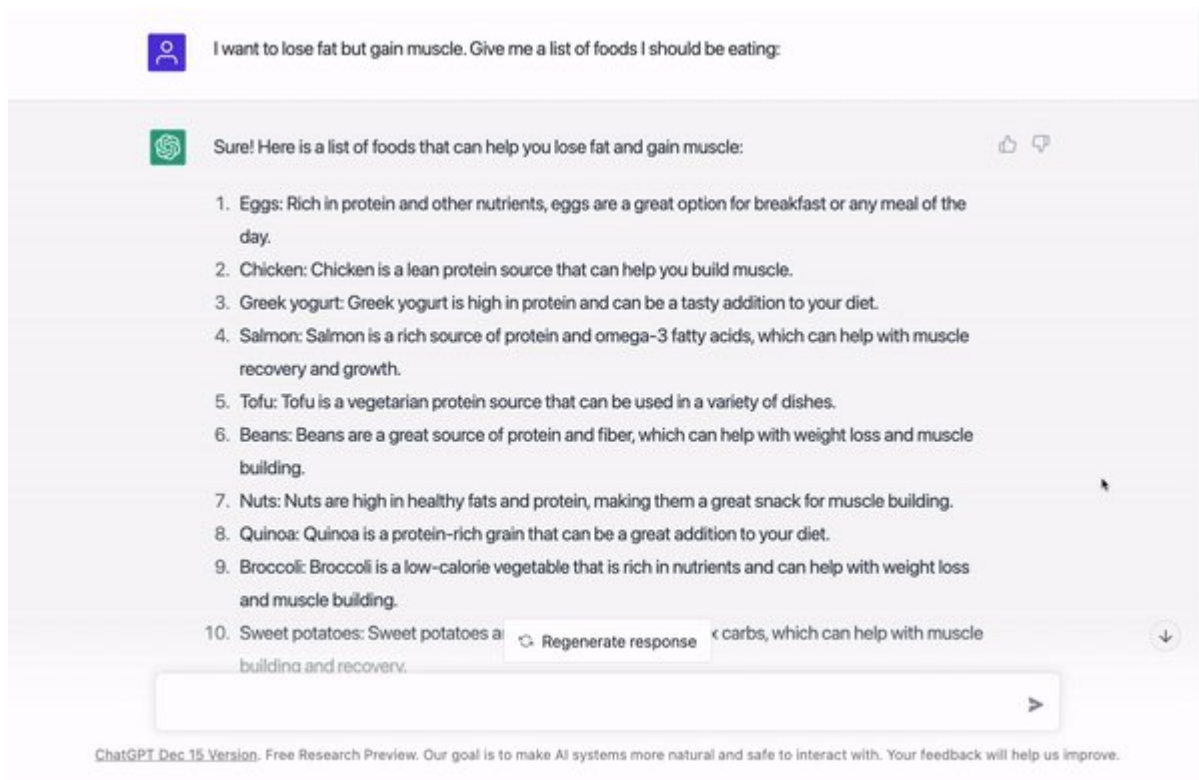 I want to lose fat but gain muscle. Give me a list of foods I should be eating:
Sure! Here is a list of foods that can help you lose fat and gain muscle:
1. Eggs: Rich in protein and other nutrients, eggs are a great option for breakfast or any meal of the
day.
2. Chicken: Chicken is a lean protein source that can help you build muscle.
3. Greek yogurt: Greek yogurt is high in protein and can be a tasty addition to your diet.
4. Salmon: Salmon is a rich source of protein and omega-3 fatty acids, which can help with muscle
recovery and growth.
5. Tofu: Tofu is a vegetarian protein source that can be used in a variety of dishes.
6. Beans: Beans are a great source of protein and fiber, which can help with weight loss and muscle
building.
7. Nuts: Nuts are high in healthy fats and protein, making them a great snack for muscle building.
8. Quinoa: Quinoa is a protein-rich grain that can be a great addition to your diet.
9. Broccoli: Broccoli is a low-calorie vegetable that is rich in nutrients and can help with weight loss
and muscle building.
10. Sweet potatoes: Sweet potatoes carbs, which can help with muscle
Regenerate response
building and recovery.
ChatGPT Dec 15 Version. Free Research Preview. Our goal is to make AI systems more natural and safe to interact with. Your feedback will help us improve.